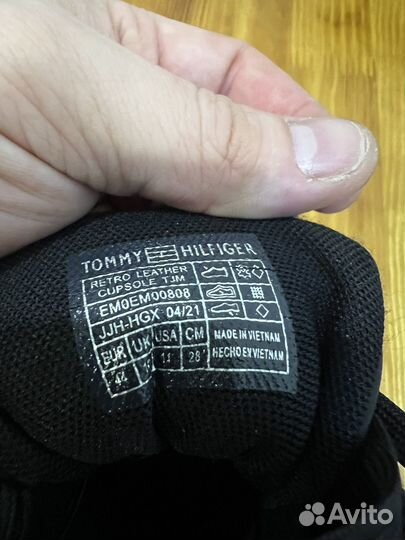 TOMMY HILFIGER
RETRO LEATHER
CUPSOLE TJM
EM0EM00808
JJH-HGX 04/21
EUR UK USA CM
11 28
MADE IN VIETNAM
HECHO EN VIETNAM
Avito